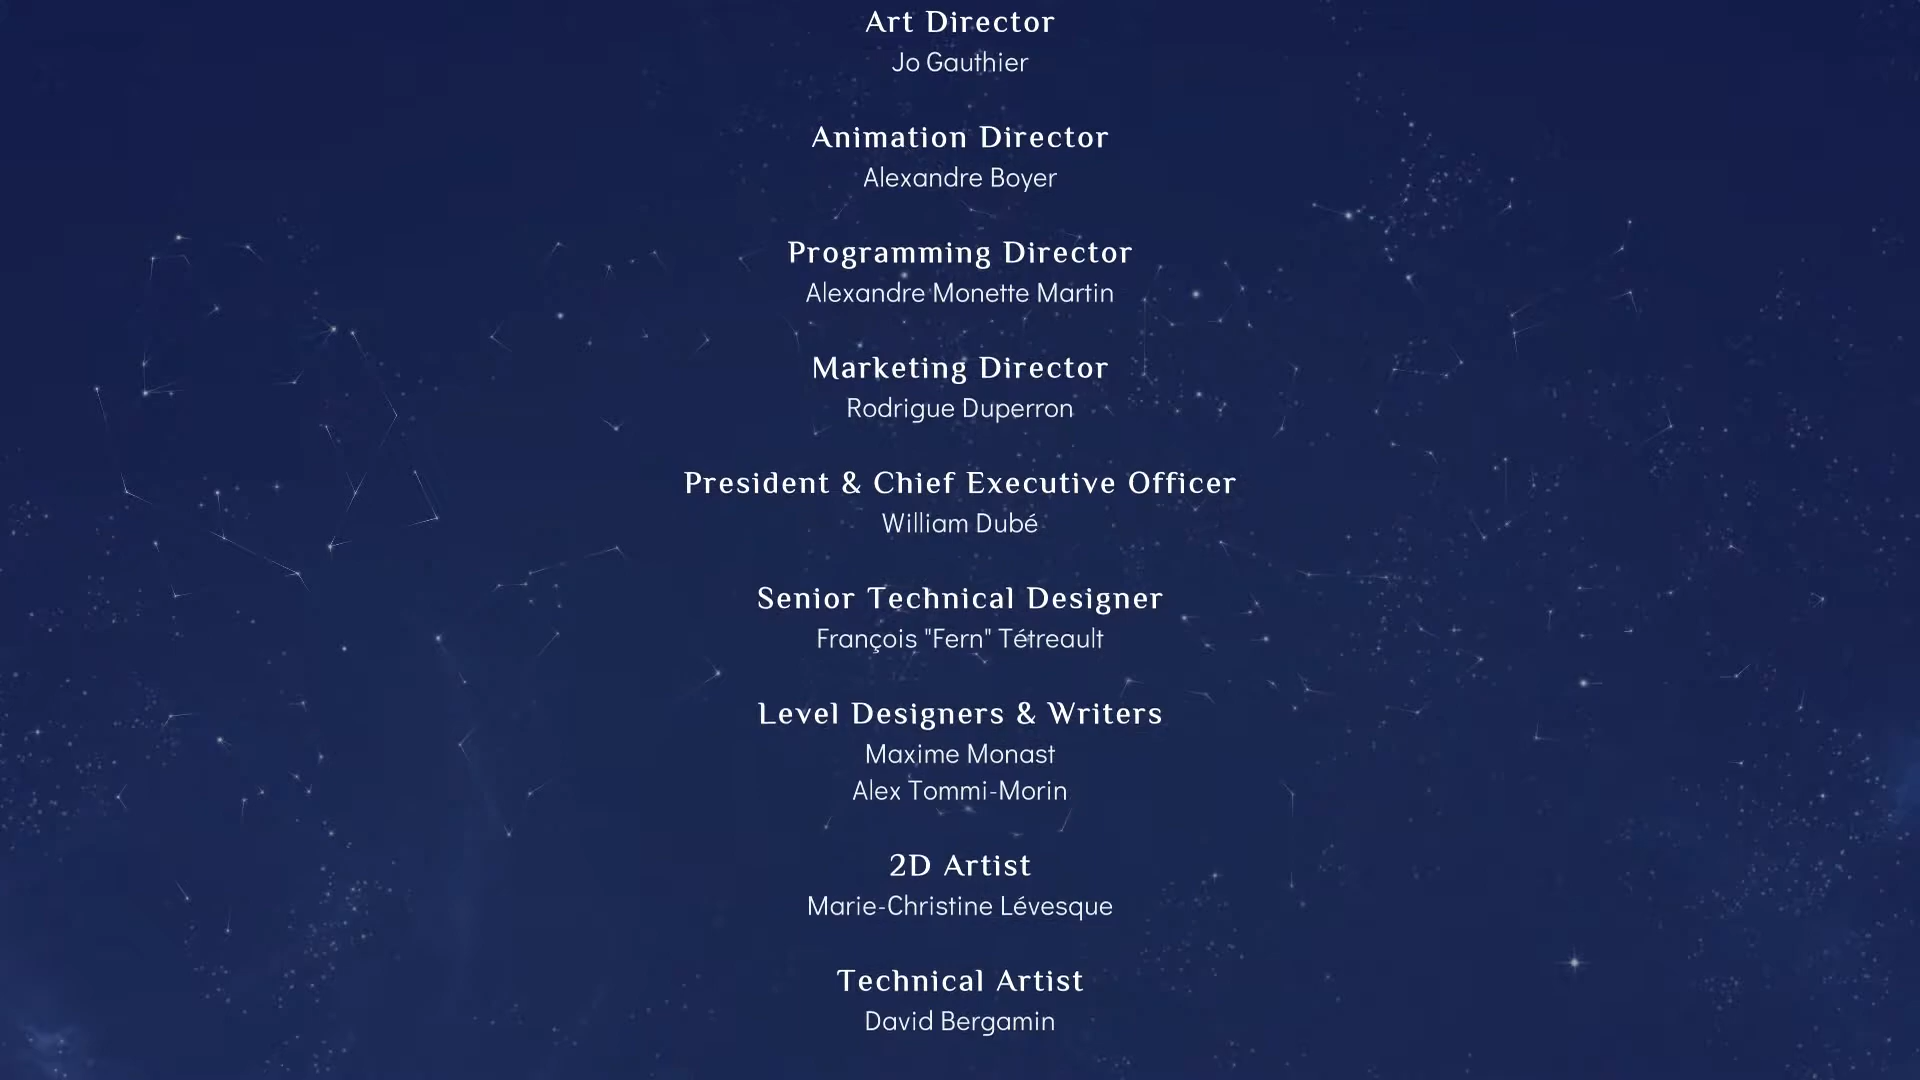 Art Director
Jo Gauthier
Animation Director
Alexandre Boyer
Programming Director
Alexandre Monette Martin
Marketing Director
Rodrigue Duperron
President & Chief Executive Officer
William Dubé
Senior Technical Designer
François "Fern" Tétreault
Level Designers & Writers
Maxime Monast
Alex Tommi-Morin
2D Artist
Marie-Christine Lévesque
Technical Artist
David Bergamin